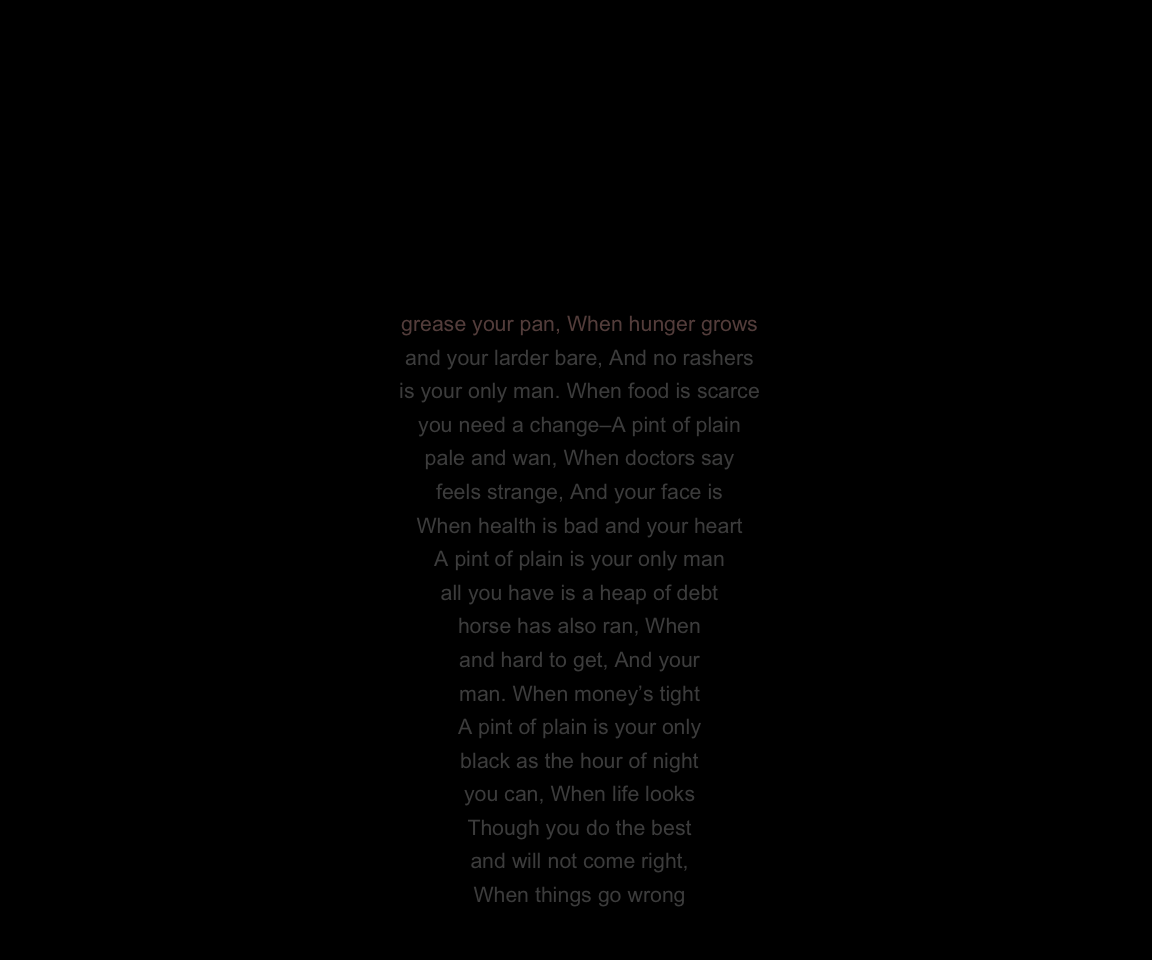 grease your pan, When hunger grows
and your larder bare, And no rashers
is your only man. When food is scarce
you need a change–A pint of plain
pale and wan, When doctors say
feels strange, And your face is
When health is bad and your heart
A pint of plain is your only man
all you have is a heap of debt
horse has also ran, When
and hard to get, And your
man. When money’s tight
A pint of plain is your only
black as the hour of night
you can, When life looks
Though you do the best
and will not come right,
When things go wrong